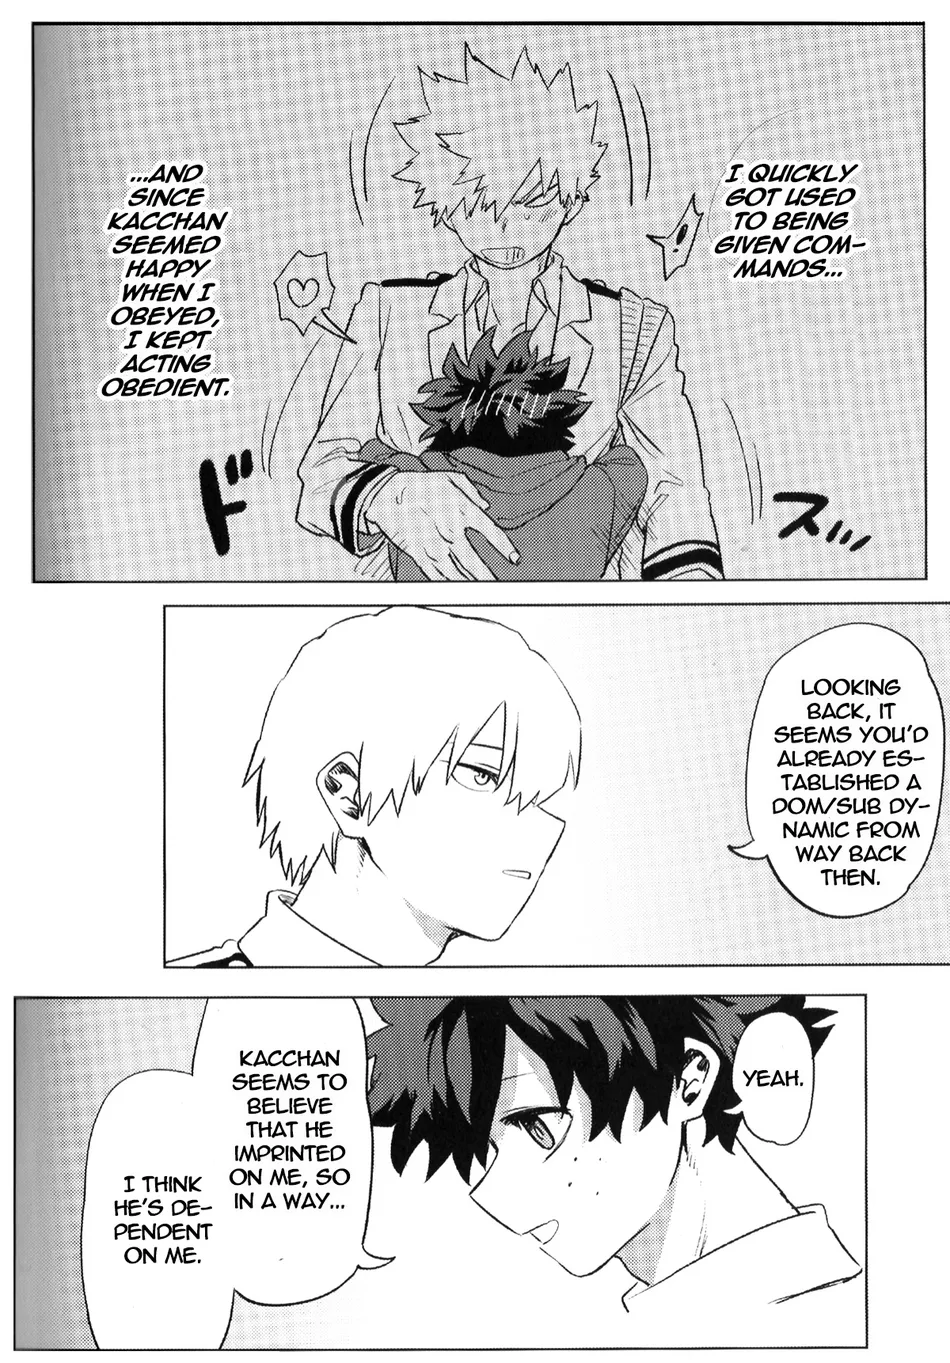 I QUICKLY
GOT USED
TO BEING
GIVEN COM-
MANDS...
...AND
SINCE
KACCHAN
SEEMED
HAPPY
WHEN I
OBEYED,
I KEPT
ACTING
OBEDIENT.
スッ
ド
LOOKING
BACK, IT
SEEMS YOU'D
ALREADY ES-
TABLISHED A
DOM/SUB DY-
NAMIC FROM
WAY BACK
THEN.
YEAH.
KACCHAN
SEEMS TO
BELIEVE
THAT HE
IMPRINTED
ON ME, SO
IN A WAY...
I THINK
HE'S DE-
PENDENT
ON ME.